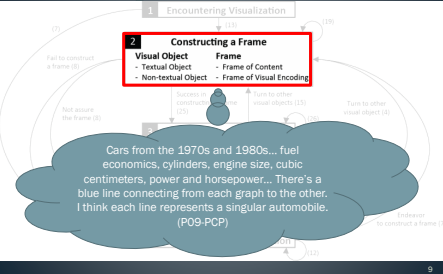 1 Encountering Visualization
(7)
(13)
(19)
2 Constructing a Frame
Visual Object Frame
- Textual Object - Frame of Content
- Non-textual Object - Frame of Visual Encoding
Fail to construct
a frame (8)
Success in
constructing frame
(25)
Turn to other
visual objects (15)
Turn to other
visual object (4)
Not assure
the frame (8)
3
Cars from the 1970s and 1980s... fuel
economics, cylinders, engine size, cubic
centimeters, power and horsepower... There's a
blue line connecting from each graph to the other.
I think each line represents a singular automobile.
(P09-PCP)
Endeavor
to construct a frame
(12)
9